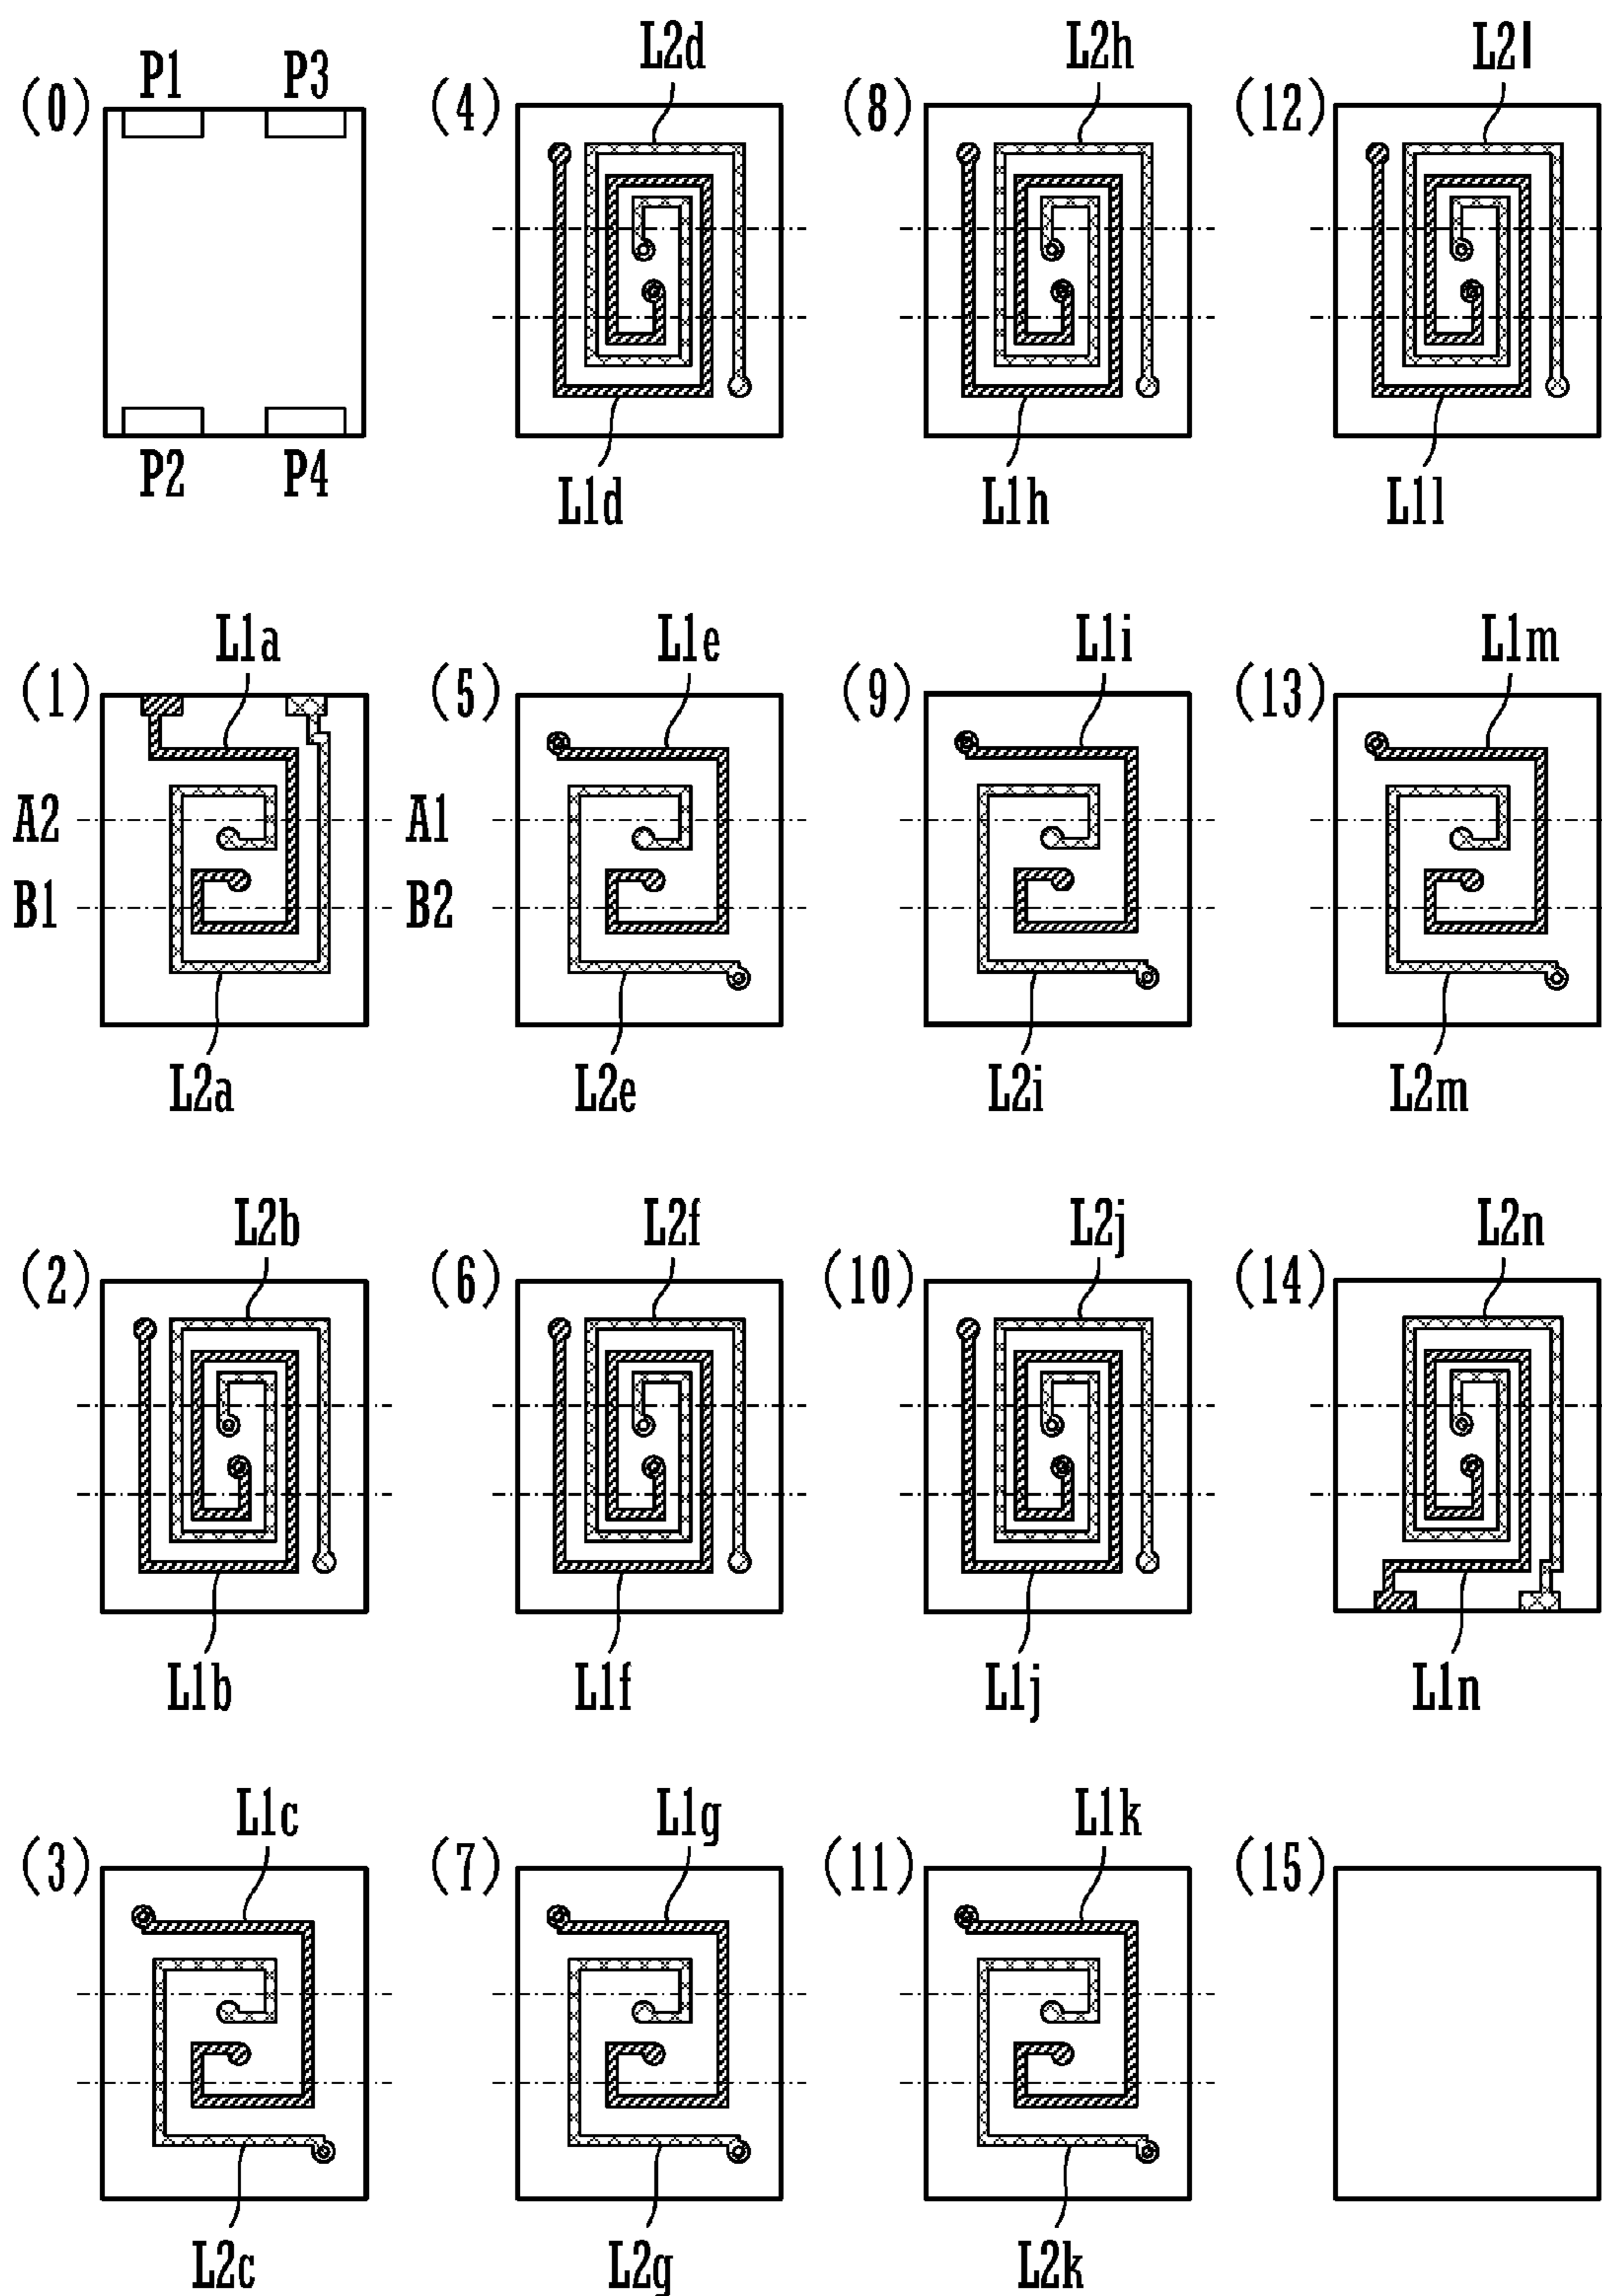 L2d
L2h
L2l
(0)
P1
P3
(4)
(8)
(12)
P2
P4
L1d
L1h
L1l
L1a
L1e
L1i
L1m
(1)
(5)
(9)
(13)
A2
A1
B1
B2
L2a
L2e
L2i
L2m
L2b
L2f
L2j
L2n
(2)
(6)
(10)
(14)
L1b
L1f
L1j
L1n
L1c
L1g
L1k
(3)
(7)
(11)
(15)
L2c
L2g
L2k